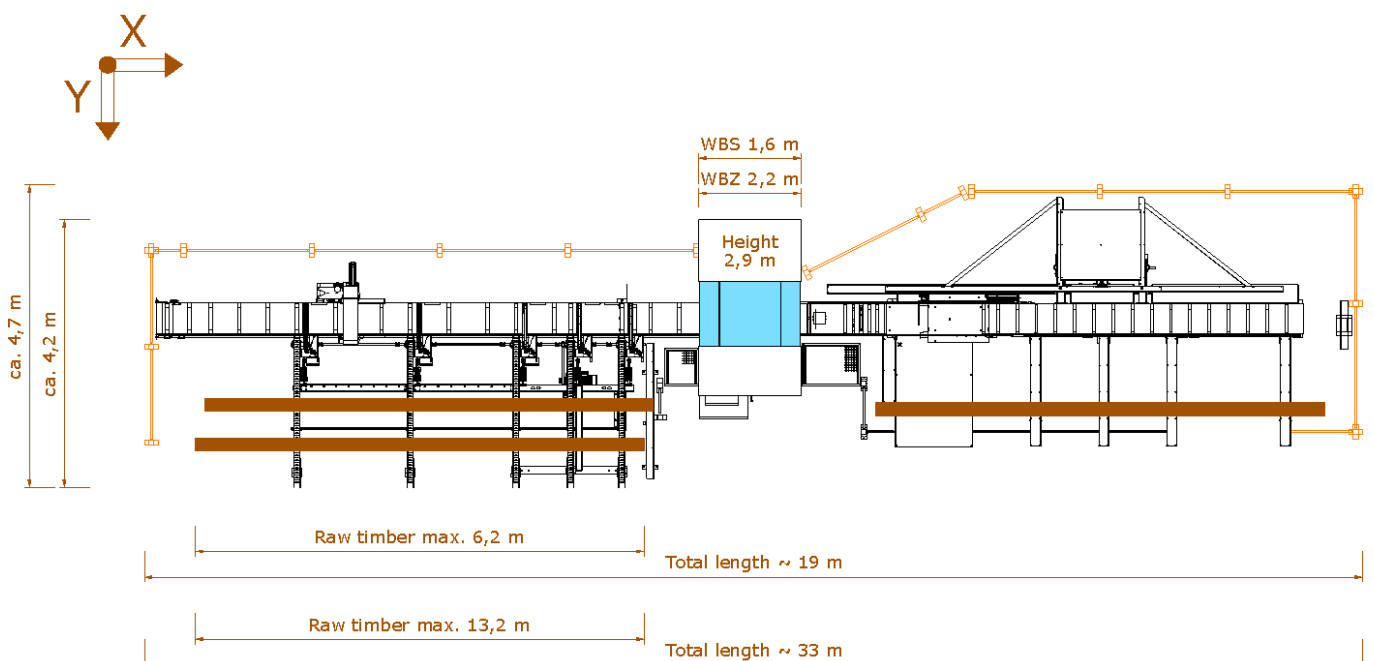 X
Y
WBS 1,6 m
WBZ 2,2 m
Height
2,9 m
ca. 4,7 m
ca. 4,2 m
Raw timber max. 6,2 m
Total length ~ 19 m
Raw timber max. 13,2 m
Total length ~ 33 m